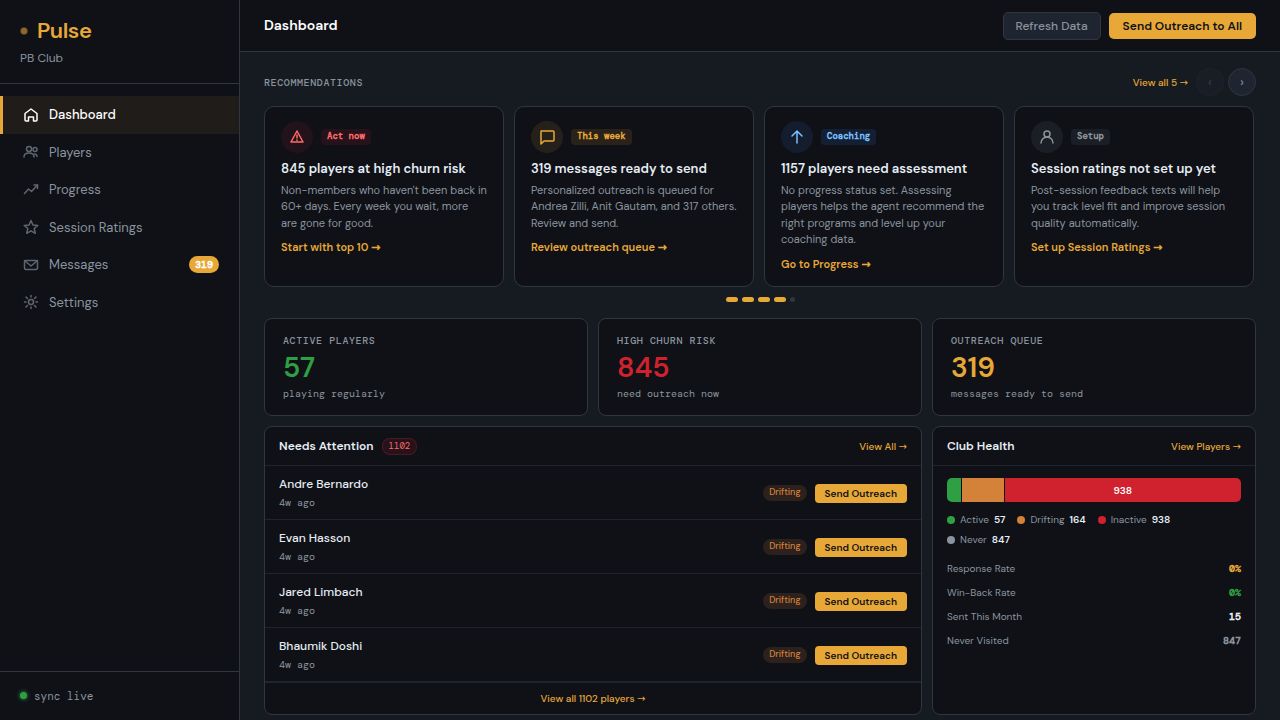 Pulse
PB Club
Dashboard
Players
Progress
Session Ratings
Messages 319
Settings
sync live
Dashboard
Refresh Data
Send Outreach to All
RECOMMENDATIONS
View all 5 →
‹ ›
Act now
845 players at high churn risk
Non-members who haven't been back in
60+ days. Every week you wait, more
are gone for good.
Start with top 10 →
This week
319 messages ready to send
Personalized outreach is queued for
Andrea Zilli, Anit Gautam, and 317 others.
Review and send.
Review outreach queue →
Coaching
1157 players need assessment
No progress status set. Assessing
players helps the agent recommend the
right programs and level up your
coaching data.
Go to Progress →
Setup
Session ratings not set up yet
Post-session feedback texts will help
you track level fit and improve session
quality automatically.
Set up Session Ratings →
ACTIVE PLAYERS
57
playing regularly
HIGH CHURN RISK
845
need outreach now
OUTREACH QUEUE
319
messages ready to send
Needs Attention 1102
View All →
Andre Bernardo
4w ago
Drifting
Send Outreach
Evan Hasson
4w ago
Drifting
Send Outreach
Jared Limbach
4w ago
Drifting
Send Outreach
Bhaumik Doshi
4w ago
Drifting
Send Outreach
View all 1102 players →
Club Health
View Players →
938
Active 57 Drifting 164 Inactive 938
Never 847
Response Rate 0%
Win-Back Rate 0%
Sent This Month 15
Never Visited 847